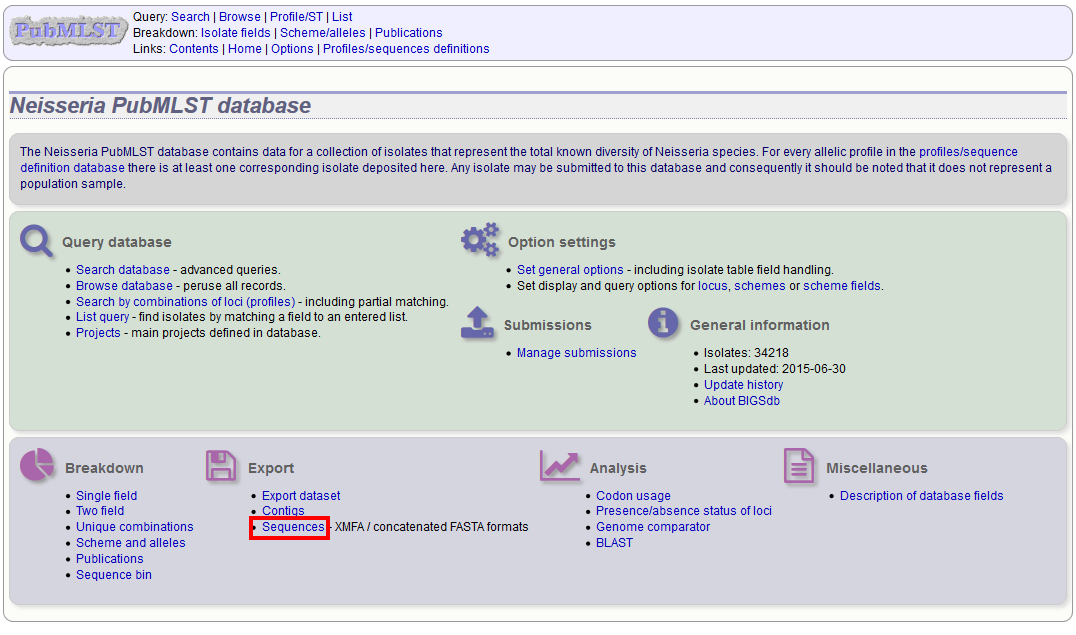 PubMLST
Query: Search | Browse | Profile/ST | List
Breakdown: Isolate fields | Scheme/alleles | Publications
Links: Contents | Home | Options | Profiles/sequences definitions
Neisseria PubMLST database
The Neisseria PubMLST database contains data for a collection of isolates that represent the total known diversity of Neisseria species. For every allelic profile in the profiles/sequence
definition database there is at least one corresponding isolate deposited here. Any isolate may be submitted to this database and consequently it should be noted that it does not represent a
population sample.
Query database
• Search database - advanced queries.
• Browse database - peruse all records.
• Search by combinations of loci (profiles) - including partial matching.
• List query - find isolates by matching a field to an entered list.
• Projects - main projects defined in database.
Option settings
• Set general options - including isolate table field handling.
• Set display and query options for locus, schemes or scheme fields.
Submissions
• Manage submissions
General information
• Isolates: 34218
• Last updated: 2015-06-30
• Update history
• About BIGSdb
Breakdown
• Single field
• Two field
• Unique combinations
• Scheme and alleles
• Publications
• Sequence bin
Export
• Export dataset
• Contigs
• Sequences - XMFA / concatenated FASTA formats
Analysis
• Codon usage
• Presence/absence status of loci
• Genome comparator
• BLAST
Miscellaneous
• Description of database fields